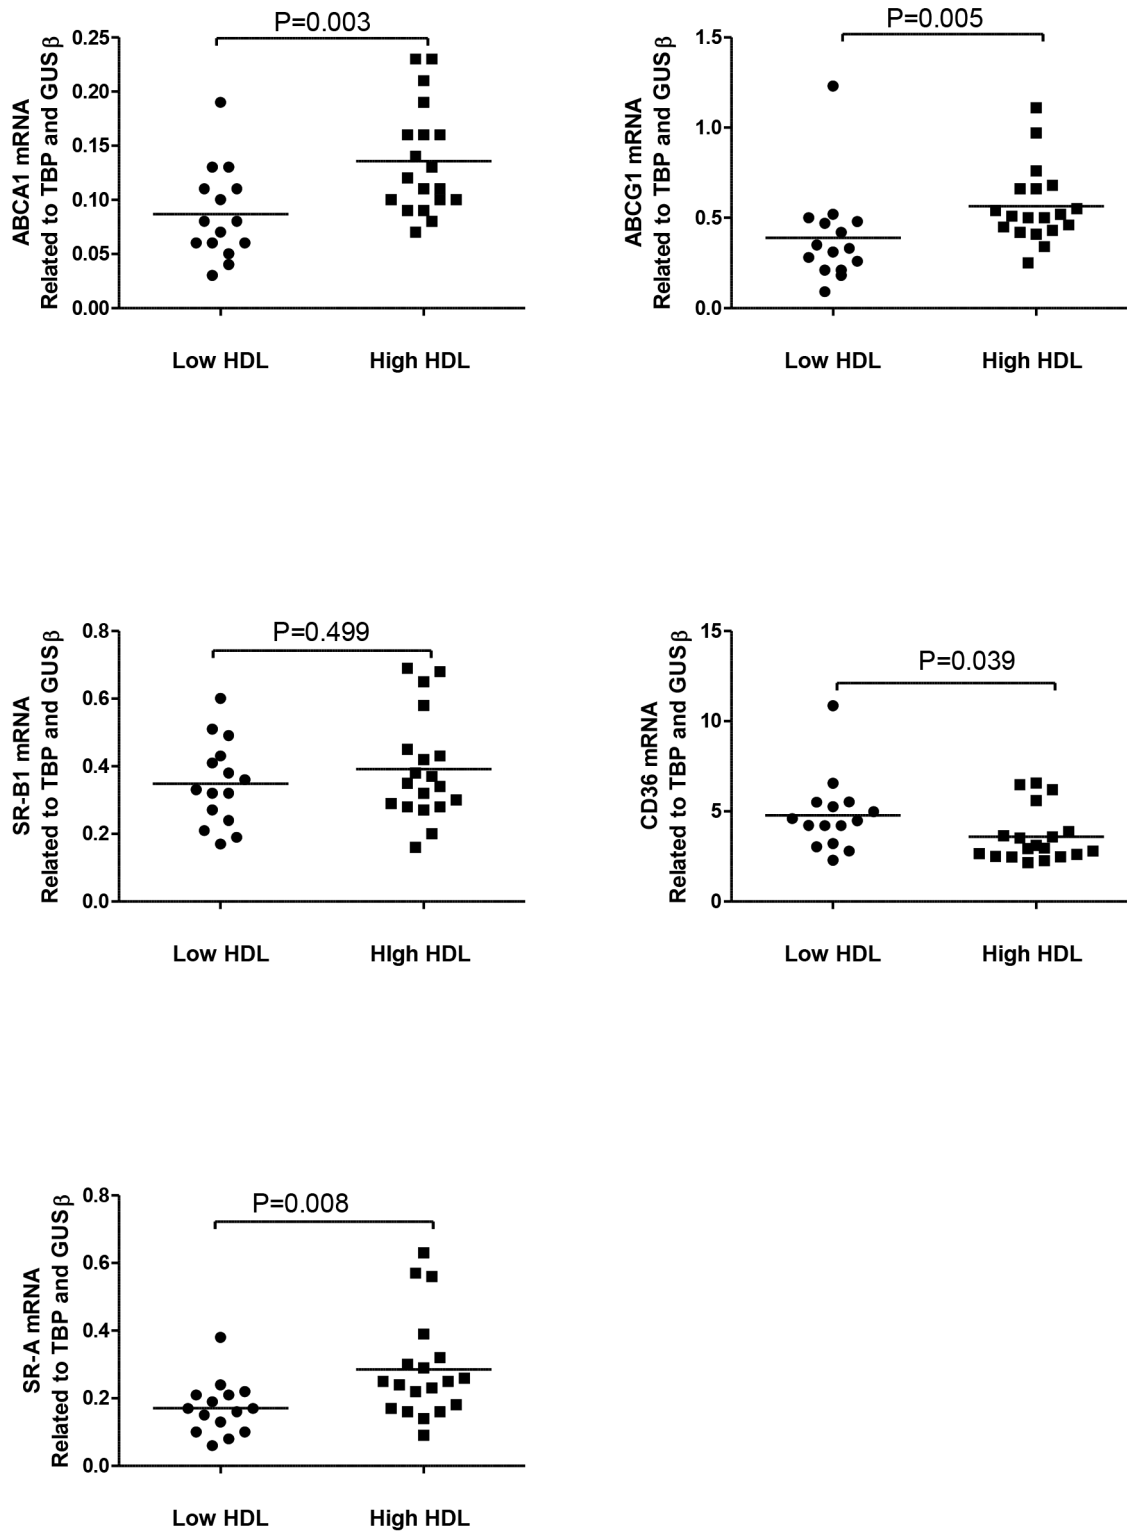 P=0.003
ABCA1 mRNA
Related to TBP and GUSβ
0.25
0.20
0.15
0.10
0.05
0.00
Low HDL High HDL
P=0.005
ABCG1 mRNA
Related to TBP and GUSβ
1.5
1.0
0.5
0.0
Low HDL High HDL
P=0.499
SR-B1 mRNA
Related to TBP and GUSβ
0.8
0.6
0.4
0.2
0.0
Low HDL HIgh HDL
P=0.039
CD36 mRNA
Related to TBP and GUSβ
15
10
5
0
Low HDL High HDL
P=0.008
SR-A mRNA
Related to TBP and GUSβ
0.8
0.6
0.4
0.2
0.0
Low HDL High HDL